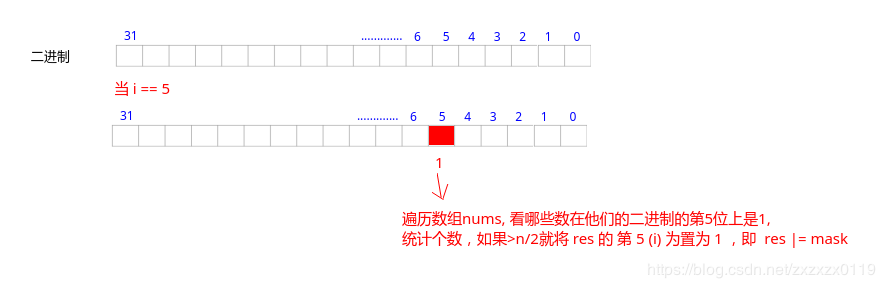 31 ............. 6 5 4 3 2 1 0
二进制
当 i == 5
31 ............. 6 5 4 3 2 1 0
1
遍历数组nums, 看哪些数在他们的二进制的第5位上是1,
统计个数，如果>n/2就将 res 的 第 5 (i) 为置为 1 ，即 res |= mask
https://blog.csdn.net/zxzxzx0119